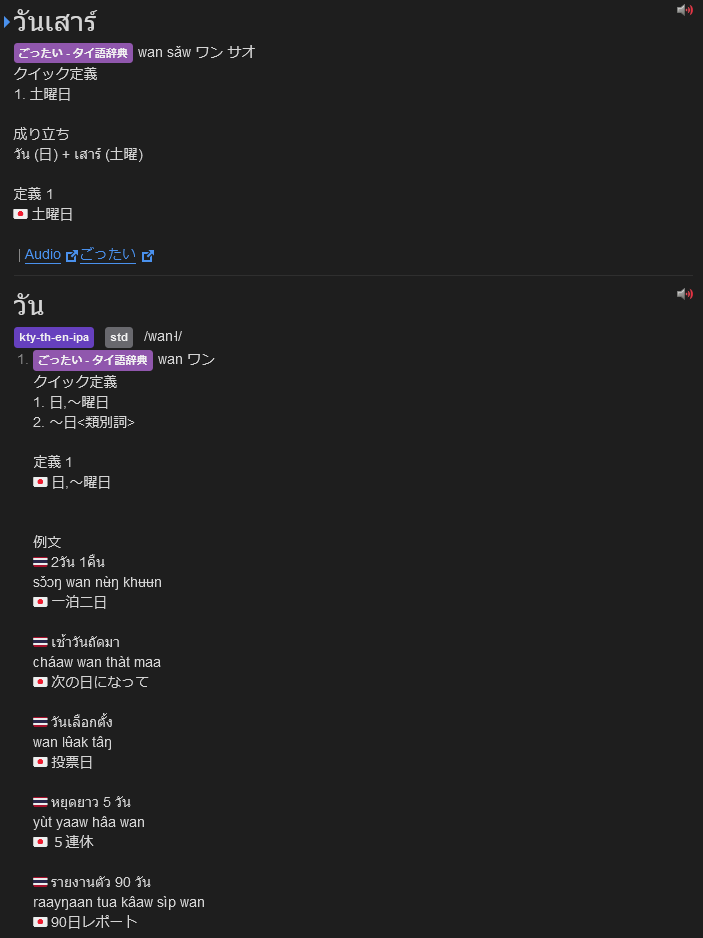 วันเสาร์
ごったい - タイ語辞典 wan sǎw ワン サオ
クイック定義
1. 土曜日
成り立ち
วัน (日) + เสาร์ (土曜)
定義 1
土曜日
| Audio ごったい
วัน
kty-th-en-ipa std /wan˧/
1. ごったい - タイ語辞典 wan ワン
クイック定義
1. 日,〜曜日
2. 〜日<類別詞>
定義 1
日,〜曜日
例文
2วัน 1คืน
sɔ̌ɔŋ wan nʉ̀ŋ khʉʉn
一泊二日
เช้าวันถัดมา
cháaw wan thàt maa
次の日になって
วันเลือกตั้ง
wan lʉ̂ak tâŋ
投票日
หยุดยาว 5 วัน
yùt yaaw hâa wan
５連休
รายงานตัว 90 วัน
raayŋaan tua kâaw sìp wan
90日レポート